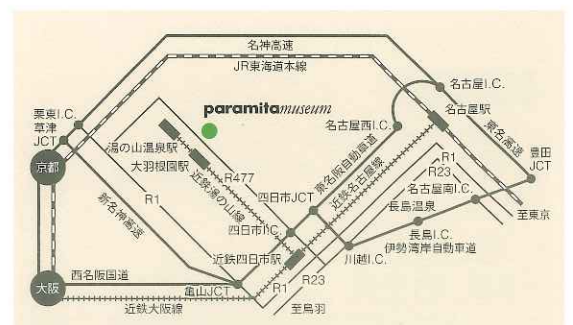 名神高速
JR東海道本線
栗東I.C.
草津
JCT
京都
paramitamuseum
湯の山温泉駅
大羽根園駅
R477
近鉄湯の山線
R1
新名神高速
名古屋I.C.
名古屋駅
名古屋西I.C.
東名高速
豊田
JCT
東名阪自動車道
近鉄名古屋線
R1
R23
名古屋南I.C.
長島温泉
至東京
四日市JCT
四日市I.C.
長島I.C.
伊勢湾岸自動車道
川越I.C.
近鉄四日市駅
R1
R23
西名阪国道
亀山JCT
大阪
近鉄大阪線
至鳥羽